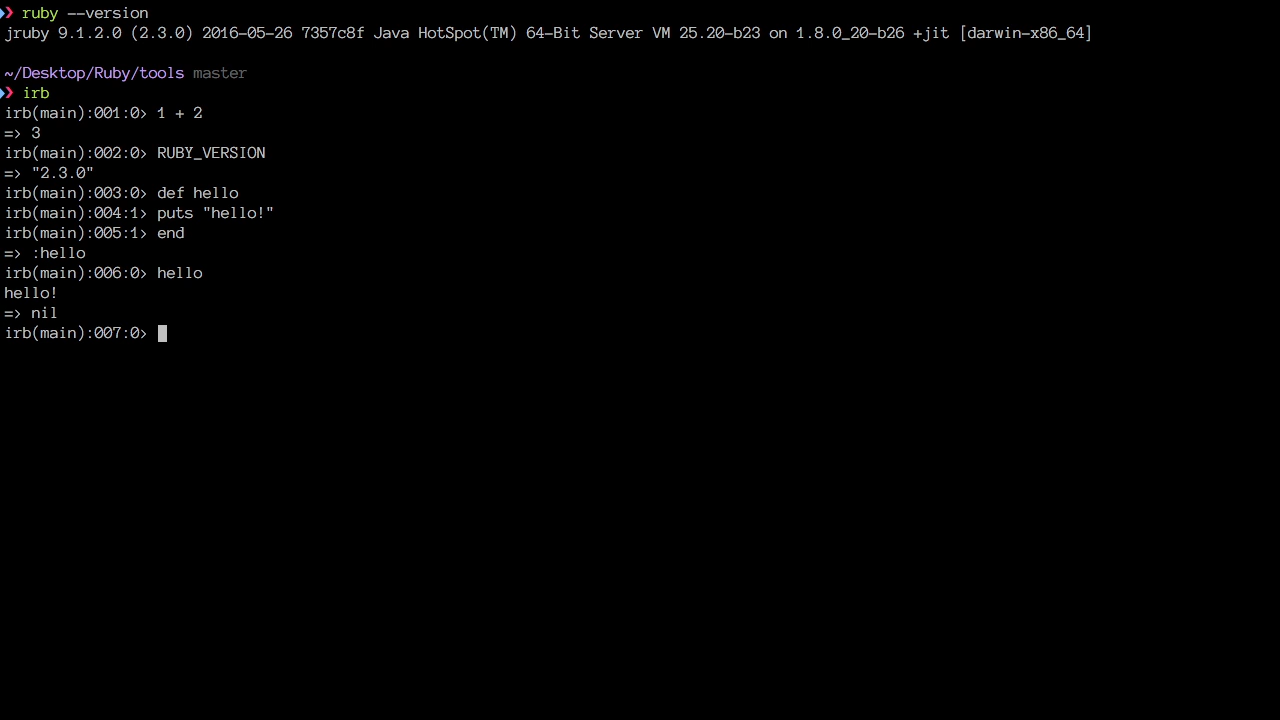 ❯ ruby --version
jruby 9.1.2.0 (2.3.0) 2016-05-26 7357c8f Java HotSpot(TM) 64-Bit Server VM 25.20-b23 on 1.8.0_20-b26 +jit [darwin-x86_64]
~/Desktop/Ruby/tools master
❯ irb
irb(main):001:0> 1 + 2
=> 3
irb(main):002:0> RUBY_VERSION
=> "2.3.0"
irb(main):003:0> def hello
irb(main):004:1> puts "hello!"
irb(main):005:1> end
=> :hello
irb(main):006:0> hello
hello!
=> nil
irb(main):007:0>